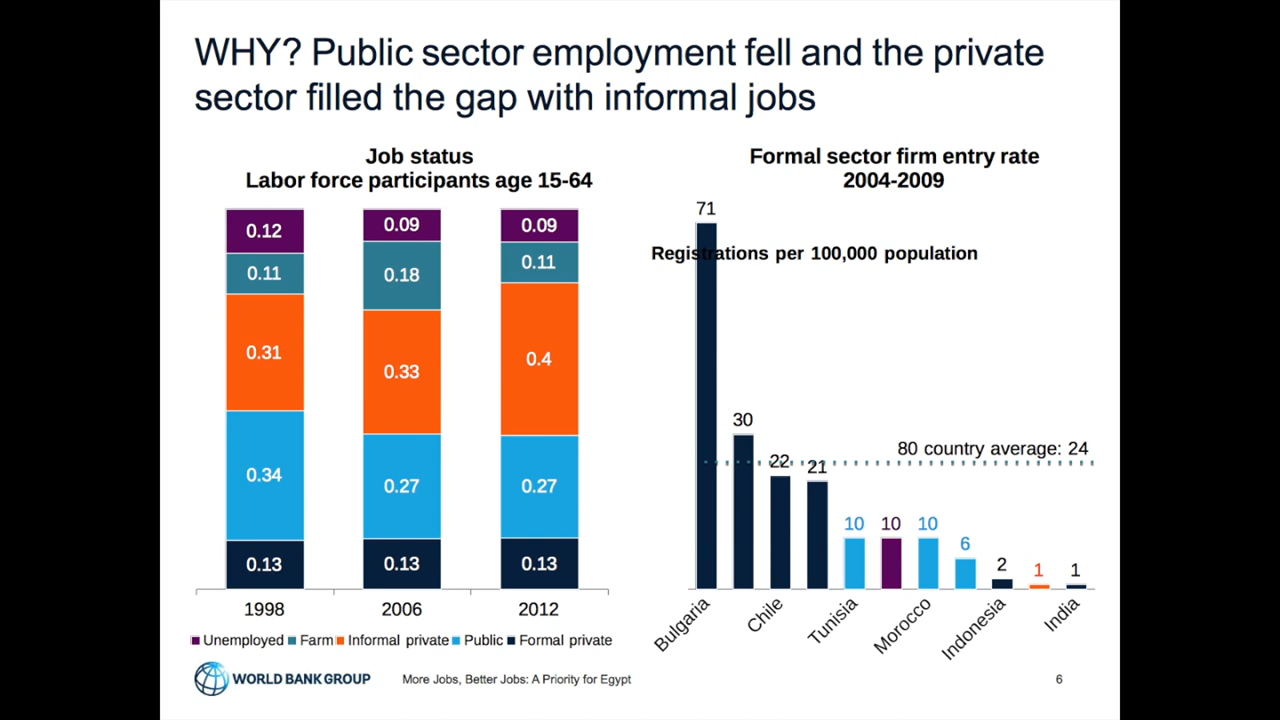 WHY? Public sector employment fell and the private
sector filled the gap with informal jobs
Job status
Labor force participants age 15-64
0.12
0.11
0.31
0.34
0.13
0.09
0.18
0.33
0.27
0.13
0.09
0.11
0.4
0.27
0.13
1998
2006
2012
Unemployed
Farm
Informal private
Public
Formal private
Formal sector firm entry rate
2004-2009
Registrations per 100,000 population
80 country average: 24
71
30
22
21
10
10
10
6
2
1
1
Bulgaria
Chile
Tunisia
Morocco
Indonesia
India
WORLD BANK GROUP
More Jobs, Better Jobs: A Priority for Egypt
6